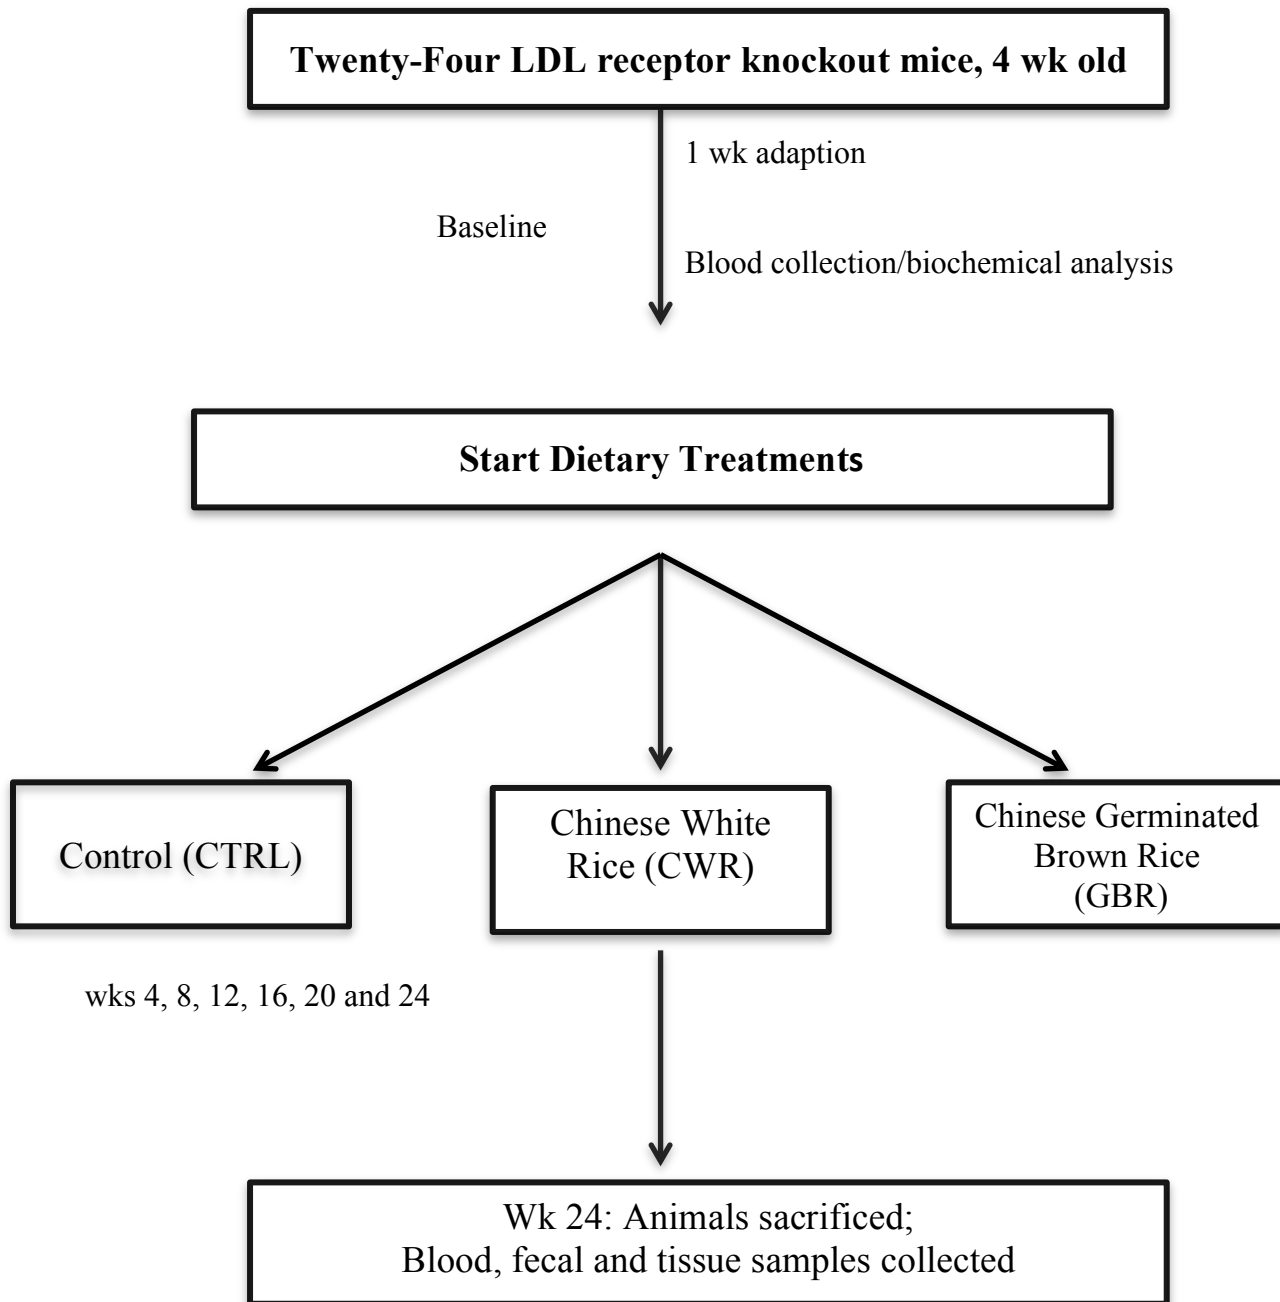 Twenty-Four LDL receptor knockout mice, 4 wk old
1 wk adaption
Baseline
Blood collection/biochemical analysis
Start Dietary Treatments
Control (CTRL)
Chinese White
Rice (CWR)
Chinese Germinated
Brown Rice
(GBR)
wks 4, 8, 12, 16, 20 and 24
Wk 24: Animals sacrificed;
Blood, fecal and tissue samples collected